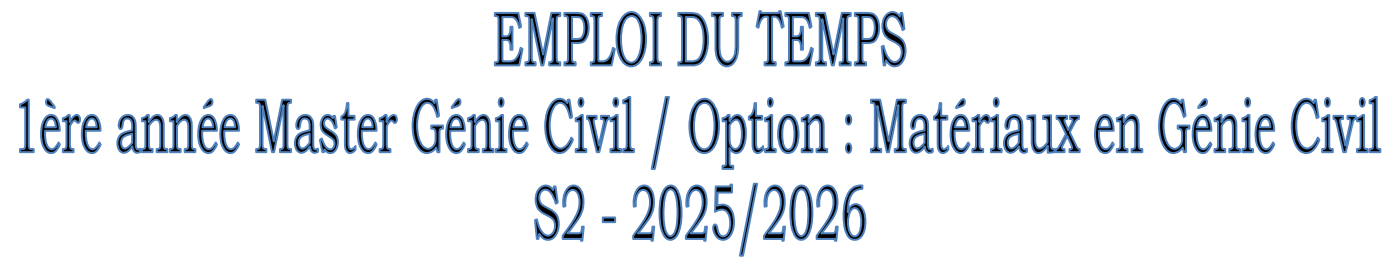 EMPLOI DU TEMPS
1ère année Master Génie Civil / Option : Matériaux en Génie Civil
S2 - 2025/2026